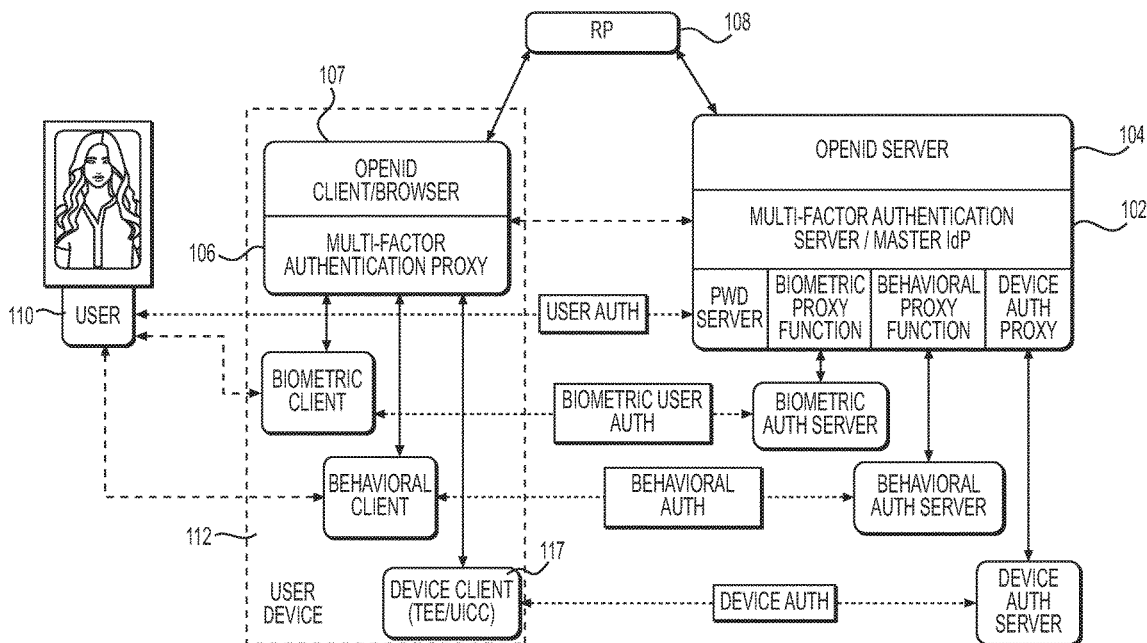 RP
108
107
OPENID
CLIENT/BROWSER
106
MULTI-FACTOR
AUTHENTICATION PROXY
OPENID SERVER
104
MULTI-FACTOR AUTHENTICATION
SERVER / MASTER IdP
102
PWD
SERVER
BIOMETRIC
PROXY
FUNCTION
BEHAVIORAL
PROXY
FUNCTION
DEVICE
AUTH
PROXY
110
USER
USER AUTH
BIOMETRIC
CLIENT
BIOMETRIC USER
AUTH
BIOMETRIC
AUTH SERVER
BEHAVIORAL
CLIENT
BEHAVIORAL
AUTH
BEHAVIORAL
AUTH SERVER
112
117
USER
DEVICE
DEVICE CLIENT
(TEE/UICC)
DEVICE AUTH
DEVICE
AUTH
SERVER